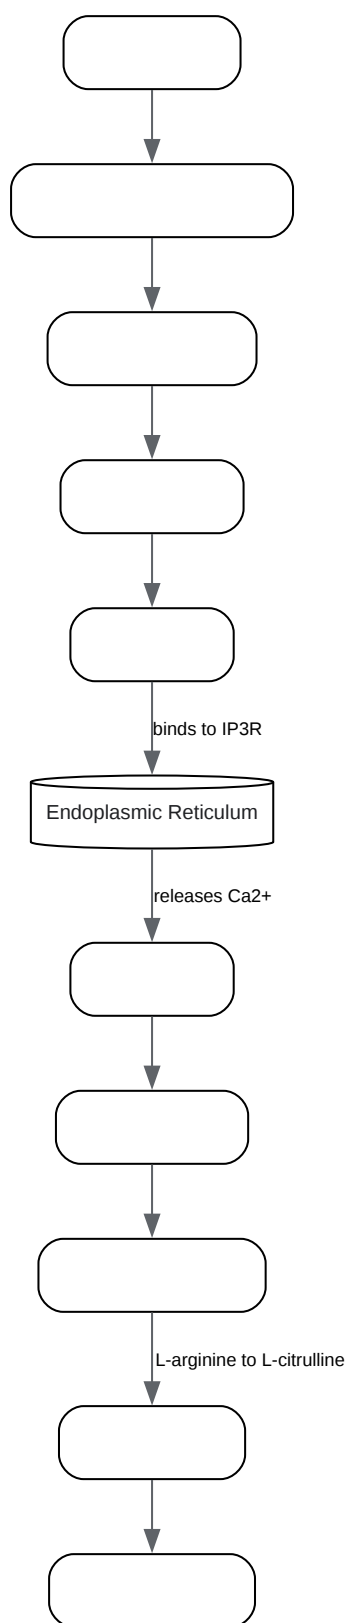 binds to IP3R
Endoplasmic Reticulum
releases Ca2+
L-arginine to L-citrulline